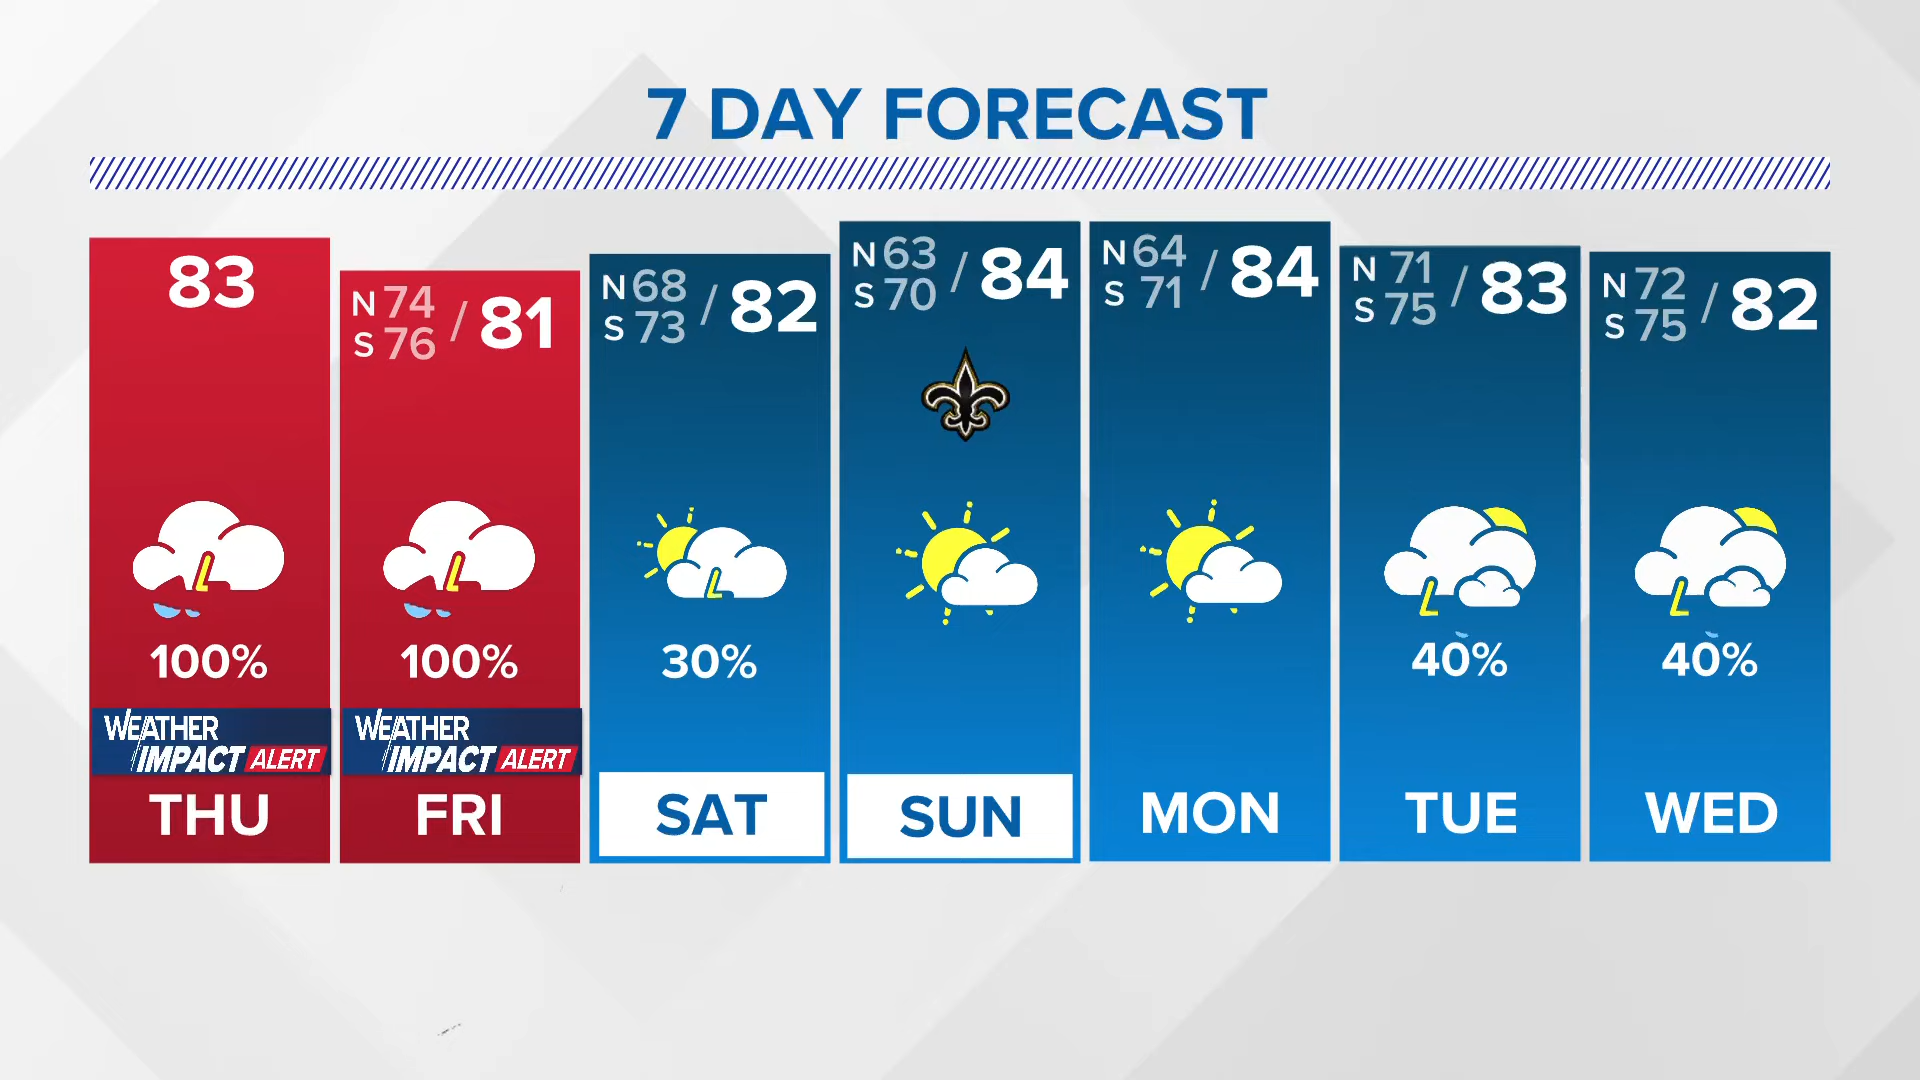 7 DAY FORECAST
83
100%
WEATHER
IMPACT ALERT
THU
N 74
S 76
/ 81
100%
WEATHER
IMPACT ALERT
FRI
N 68
S 73
/ 82
30%
SAT
N 63
S 70
/ 84
SUN
N 64
S 71
/ 84
MON
N 71
S 75
/ 83
40%
TUE
N 72
S 75
/ 82
40%
WED